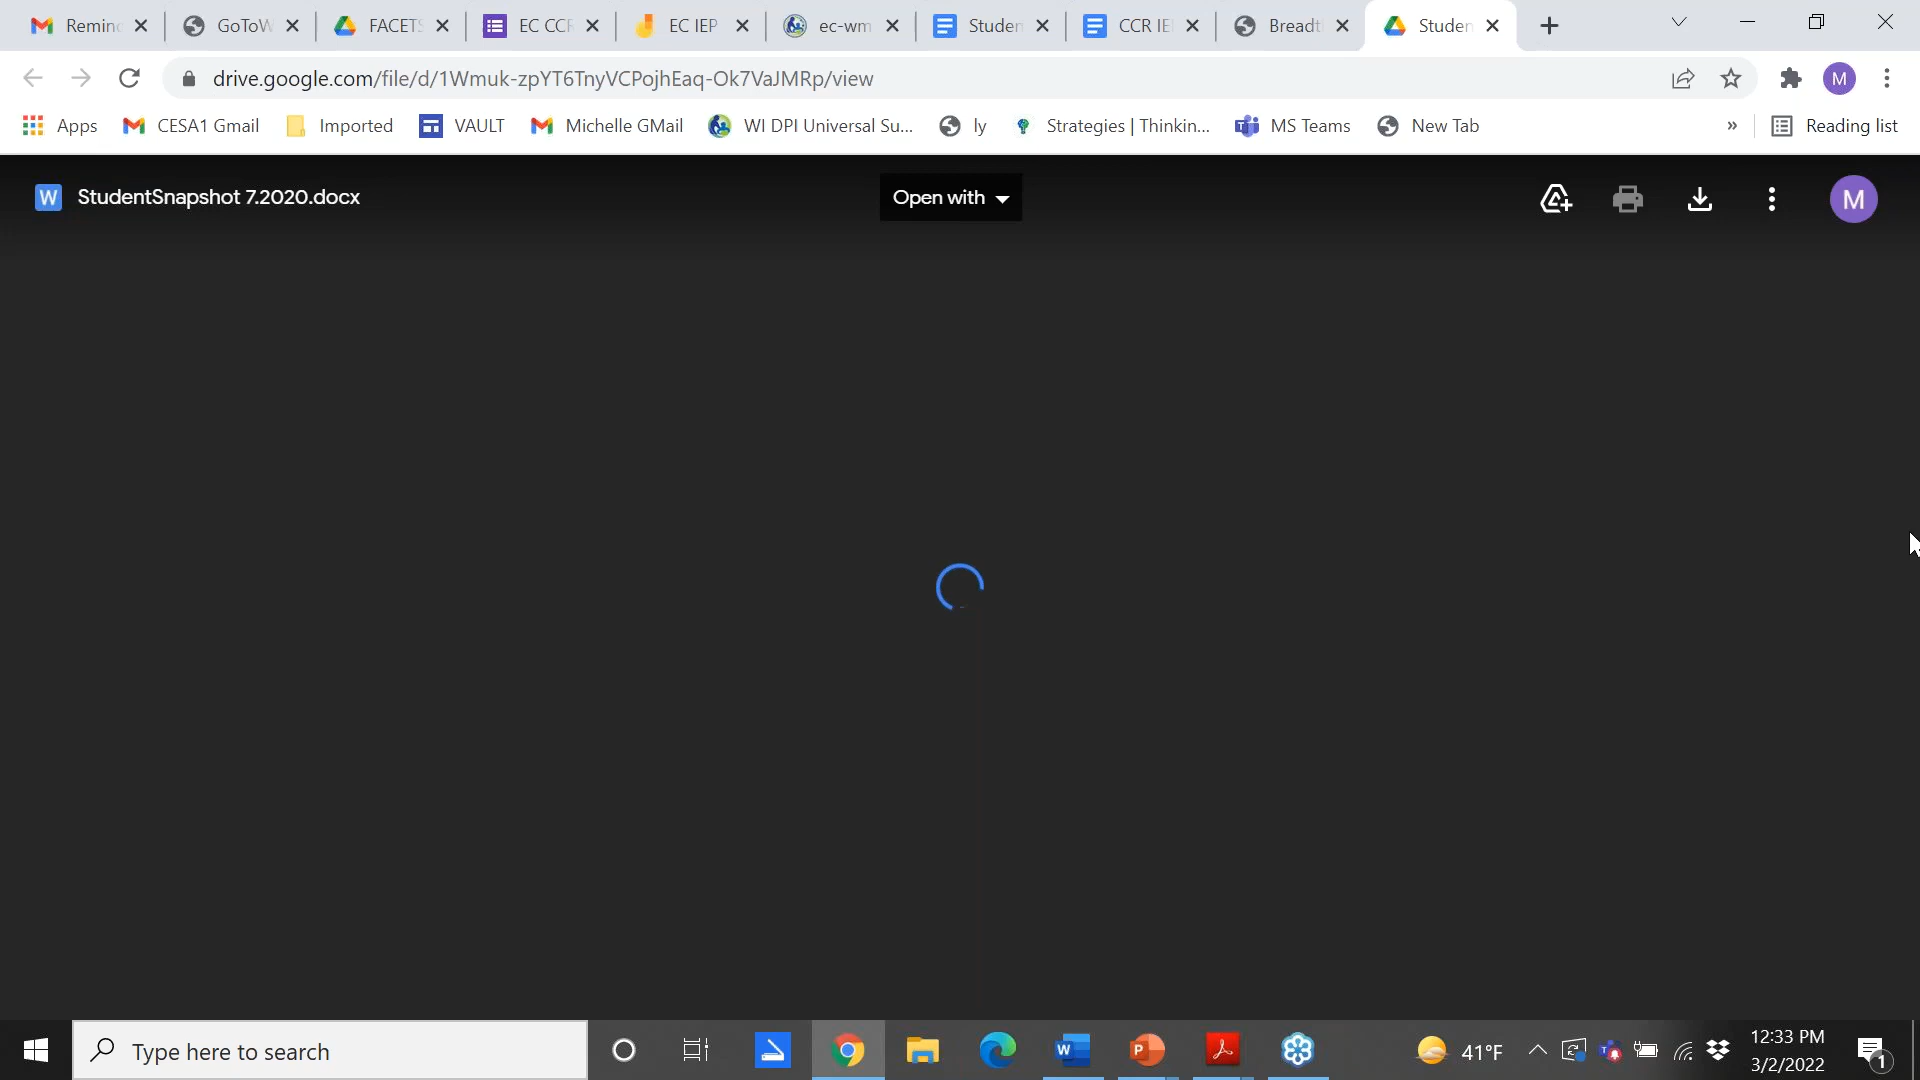 Remin GoToW FACETS EC CCR EC IEP ec-wm Studen CCR IE Breadt Studen
drive.google.com/file/d/1Wmuk-zpYT6TnyVCPojhEaq-Ok7VaJMRp/view M
Apps CESA1 Gmail Imported VAULT Michelle GMail WI DPI Universal Su... ly Strategies | Thinkin... MS Teams New Tab » Reading list
W StudentSnapshot 7.2020.docx Open with M
Type here to search 41°F 12:33 PM
3/2/2022 1